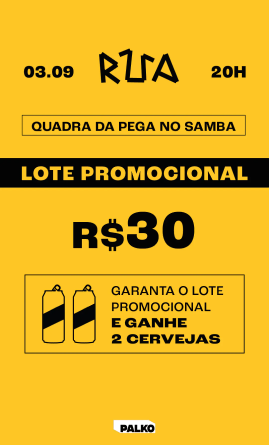 03.09
RUA
20H
QUADRA DA PEGA NO SAMBA
LOTE PROMOCIONAL
R$30
GARANTA O LOTE
PROMOCIONAL
E GANHE
2 CERVEJAS
PALKO